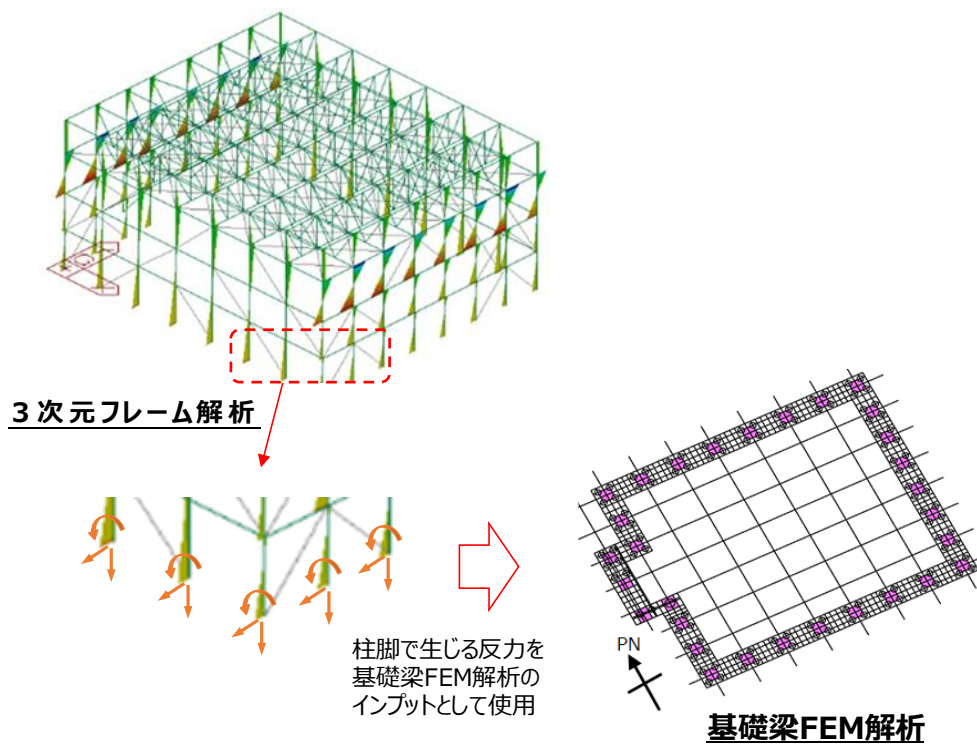 ３次元フレーム解析
柱脚で生じる反力を
基礎梁FEM解析の
インプットとして使用
PN
基礎梁FEM解析